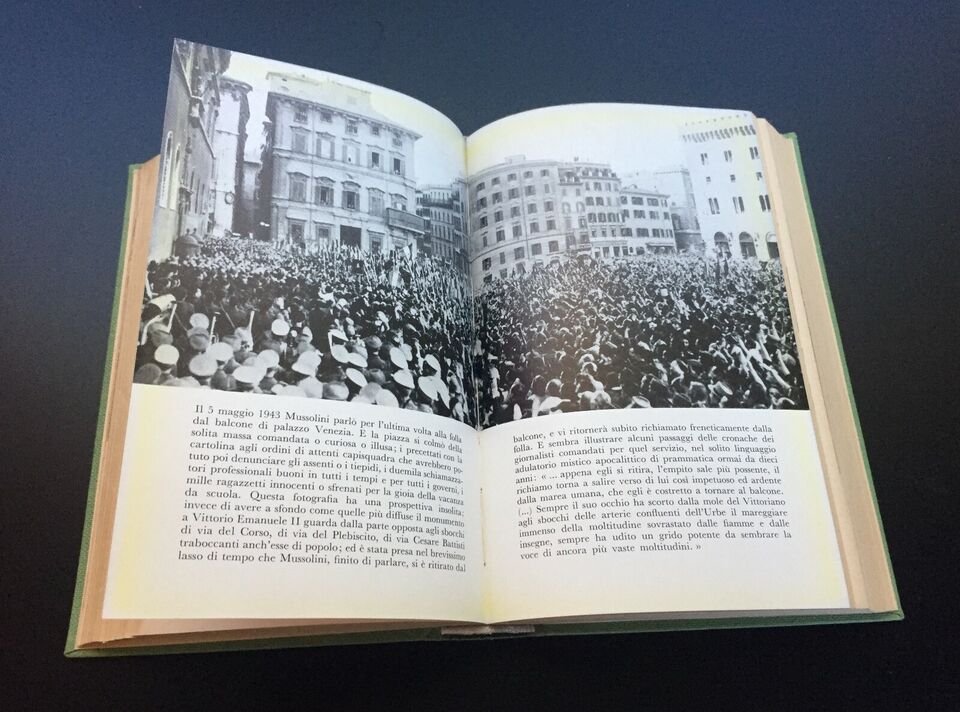 Il 5 maggio 1943 Mussolini parlò per l'ultima volta alla folla
dal balcone di palazzo Venezia. E la piazza si colmò della
solita massa comandata o curiosa o illusa; i precettati con la
cartolina agli ordini di attenti capisquadra che avrebbero po-
tuto poi denunciare gli assenti o i tiepidi, i duemila schiamazza-
tori professionali buoni in tutti i tempi e per tutti i governi, i
mille ragazzetti innocenti o sfrenati per la gioia della vacanza
da scuola. Questa fotografia ha una prospettiva insolita;
invece di avere a sfondo come quelle più diffuse il monumento
a Vittorio Emanuele II guarda dalla parte opposta agli sbocchi
di via del Corso, di via del Plebiscito, di via Cesare Battisti
traboccanti anch'esse di popolo; ed è stata presa nel brevissimo
lasso di tempo che Mussolini, finito di parlare, si è ritirato dal
balcone, e vi ritornerà subito richiamato freneticamente dalla
folla. E sembra illustrare alcuni passaggi delle cronache dei
giornalisti comandati per quel servizio, nel solito linguaggio
adulatorio mistico apocalittico di prammatica ormai da dieci
anni: « ... appena egli si ritira, l'empito sale più possente, il
richiamo torna a salire verso di lui così impetuoso ed ardente
dalla marea umana, che egli è costretto a tornare al balcone.
(...) Sempre il suo occhio ha scorto dalla mole del Vittoriano
agli sbocchi delle arterie confluenti dell'Urbe il mareggiare
immenso della moltitudine sovrastato dalle fiamme e dalle
insegne, sempre ha udito un grido potente da sembrare la
voce di ancora più vaste moltitudini. »